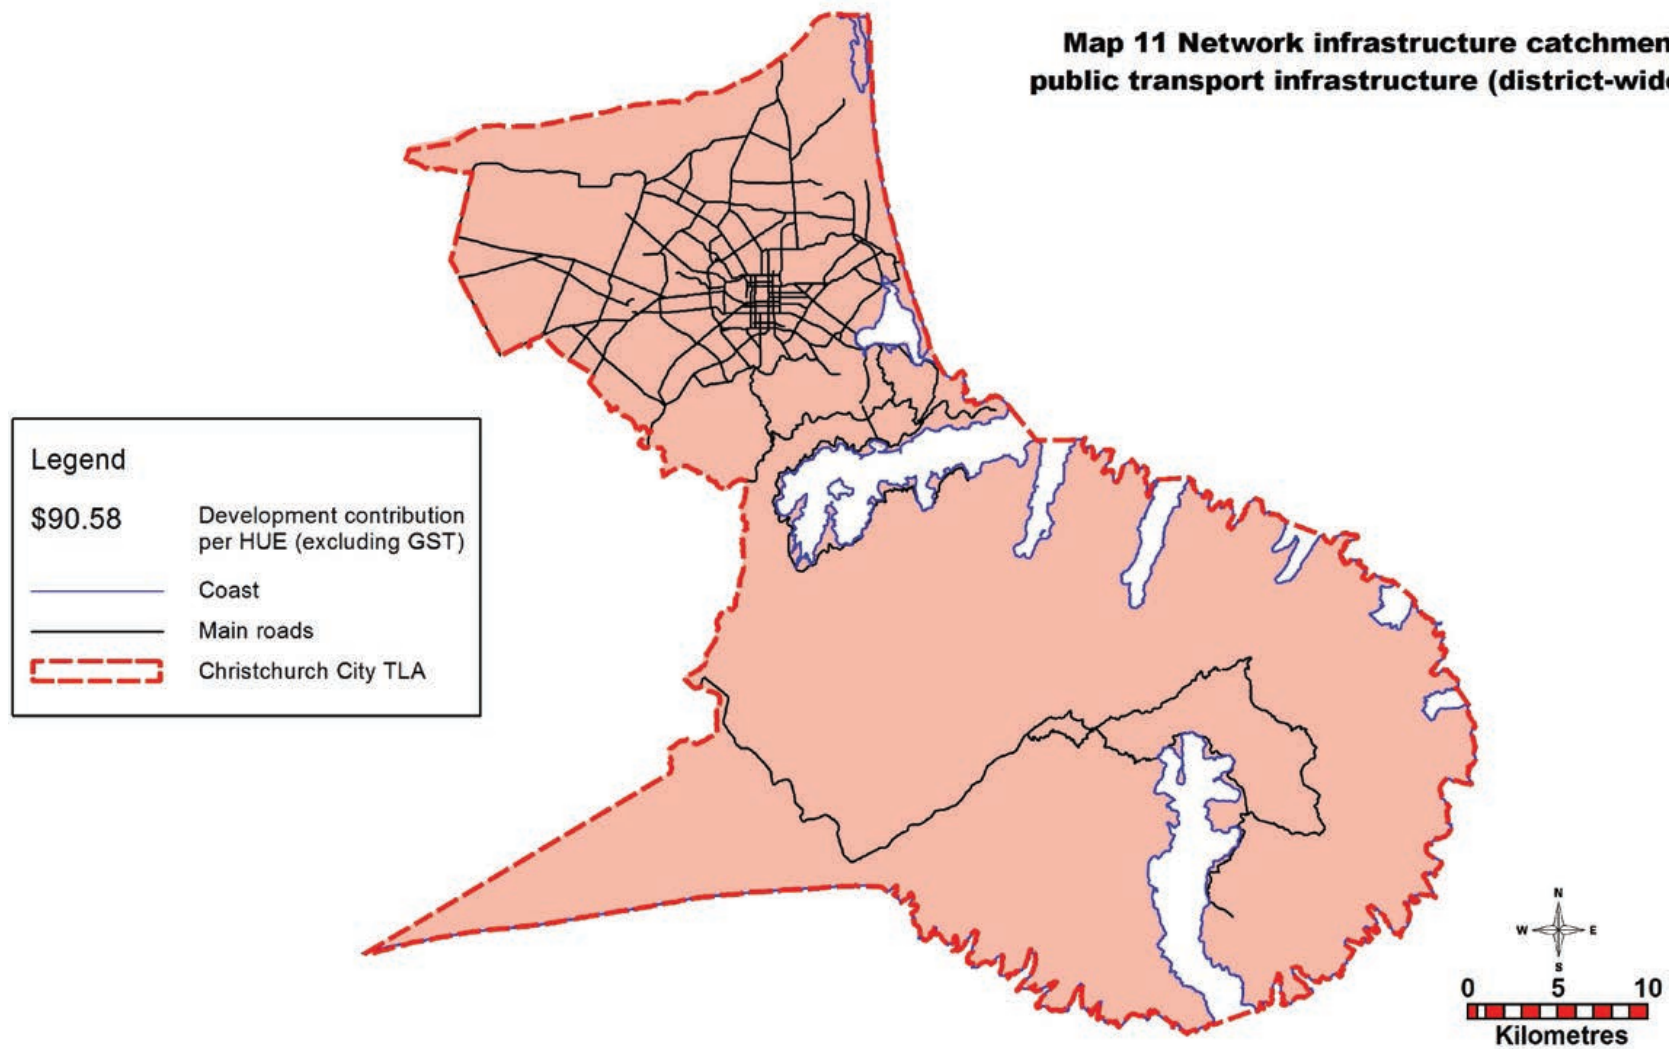 Map 11 Network infrastructure catchmen
public transport infrastructure (district-wide
Legend
$90.58
Development contribution
per HUE (excluding GST)
Coast
Main roads
Christchurch City TLA
N
W E
S
0 5 10
Kilometres